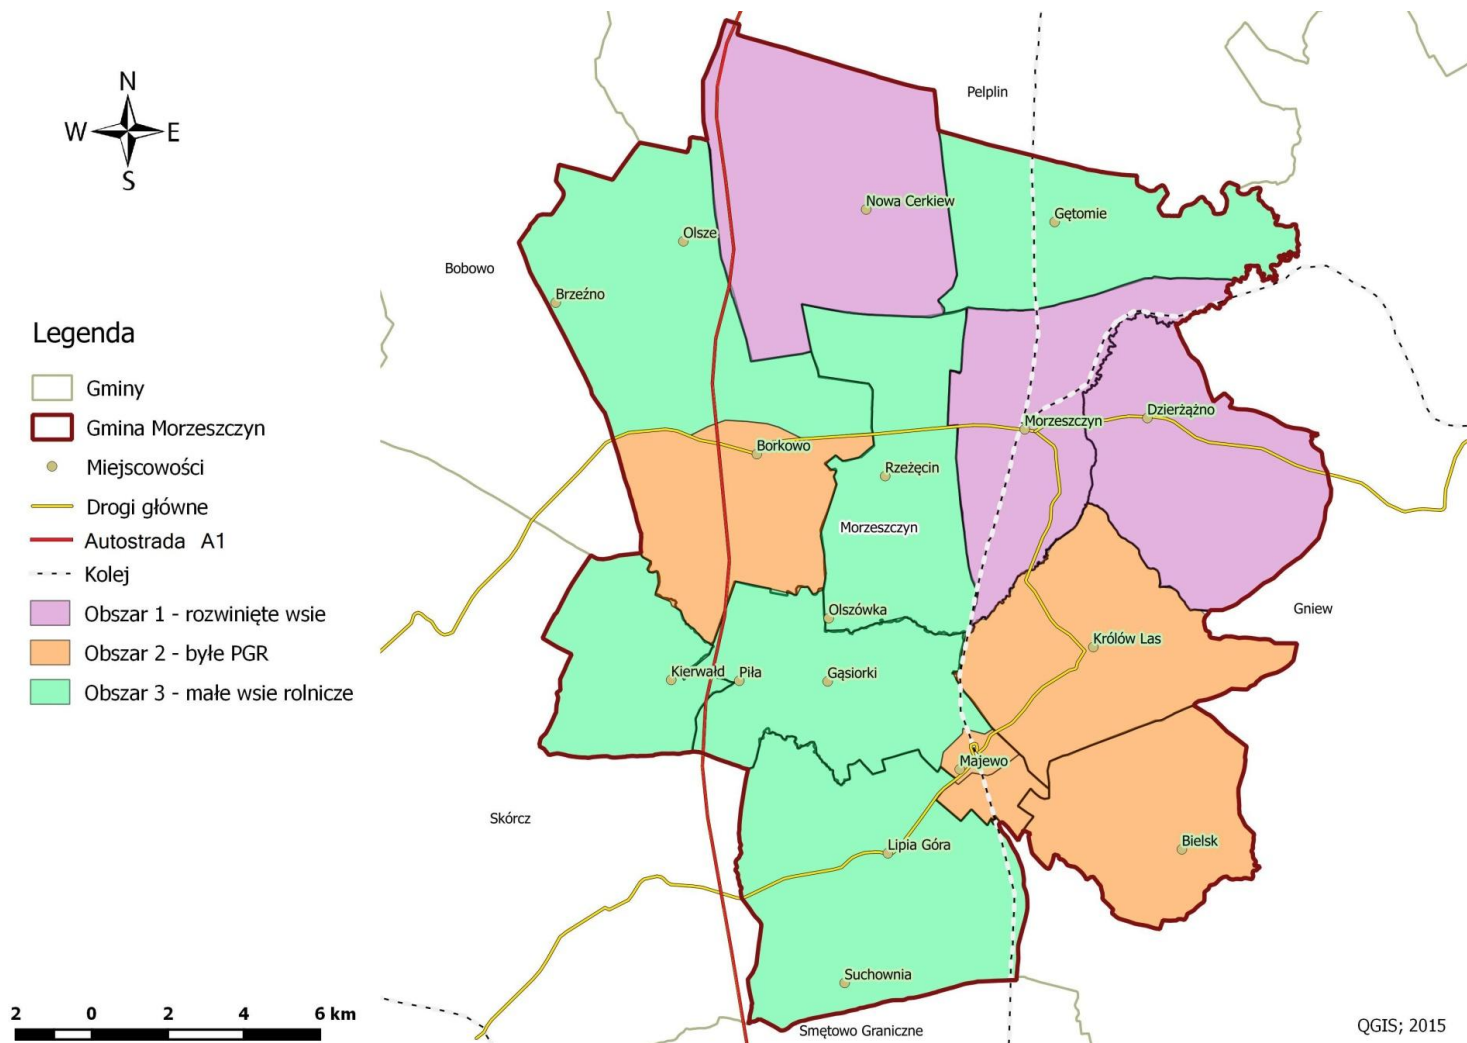 N
W E
S
Pelplin
Nowa Cerkiew
Gętomie
Olsze
Bobowo
Brzeźno
Legenda
Gminy
Gmina Morzeszczyn
Miejscowości
Drogi główne
Autostrada A1
Kolej
Obszar 1 - rozwinięte wsie
Obszar 2 - byłe PGR
Obszar 3 - małe wsie rolnicze
Dzierżążno
Morzeszczyn
Borkowo
Rzeżęcin
Morzeszczyn
Olszówka
Gniew
Królów Las
Kierwałd
Piła
Gąsiorki
Majewo
Skórcz
Bielsk
Lipia Góra
Suchownia
Smętowo Graniczne
2 0 2 4 6 km
QGIS; 2015